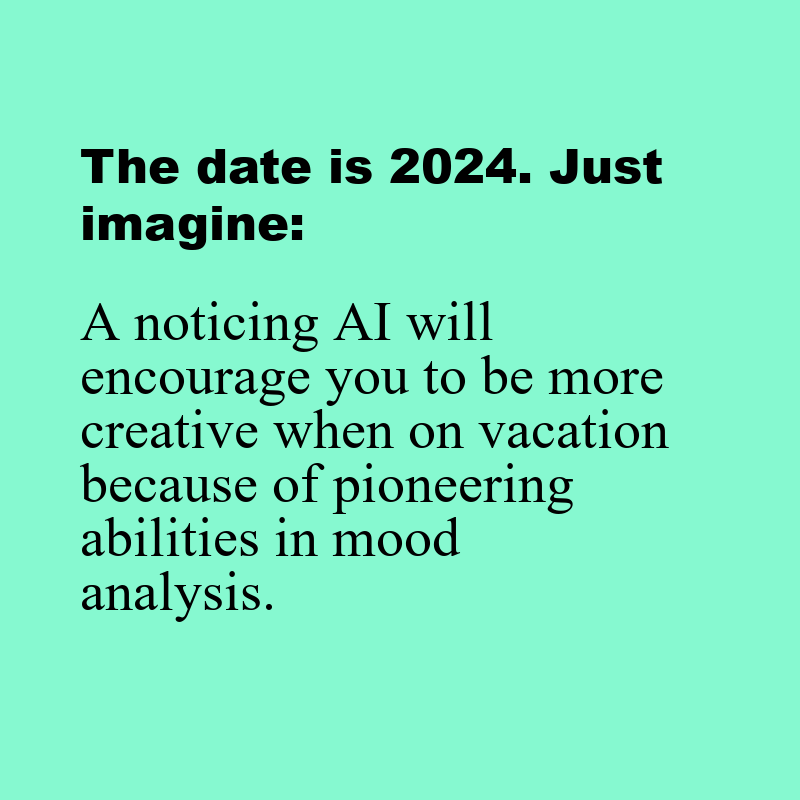 The date is 2024. Just
imagine:
A noticing AI will
encourage you to be more
creative when on vacation
because of pioneering
abilities in mood
analysis.